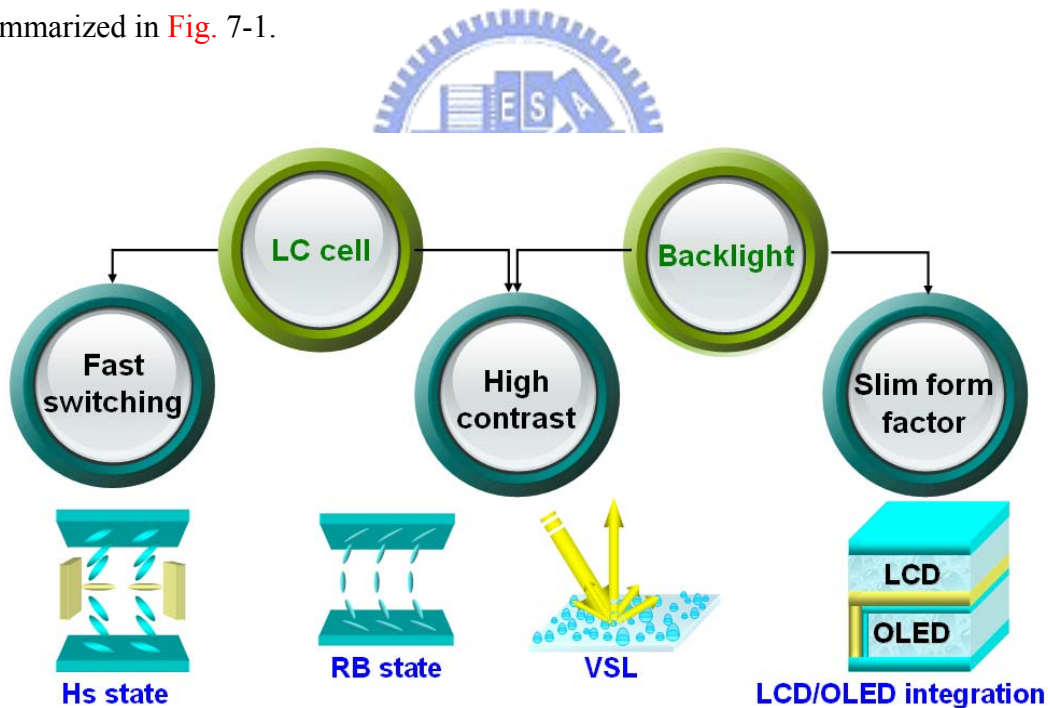 mmarized in Fig. 7-1.
ESA
LC cell
Backlight
Fast
switching
High
contrast
Slim form
factor
LCD
OLED
Hs state
RB state
VSL
LCD/OLED integration